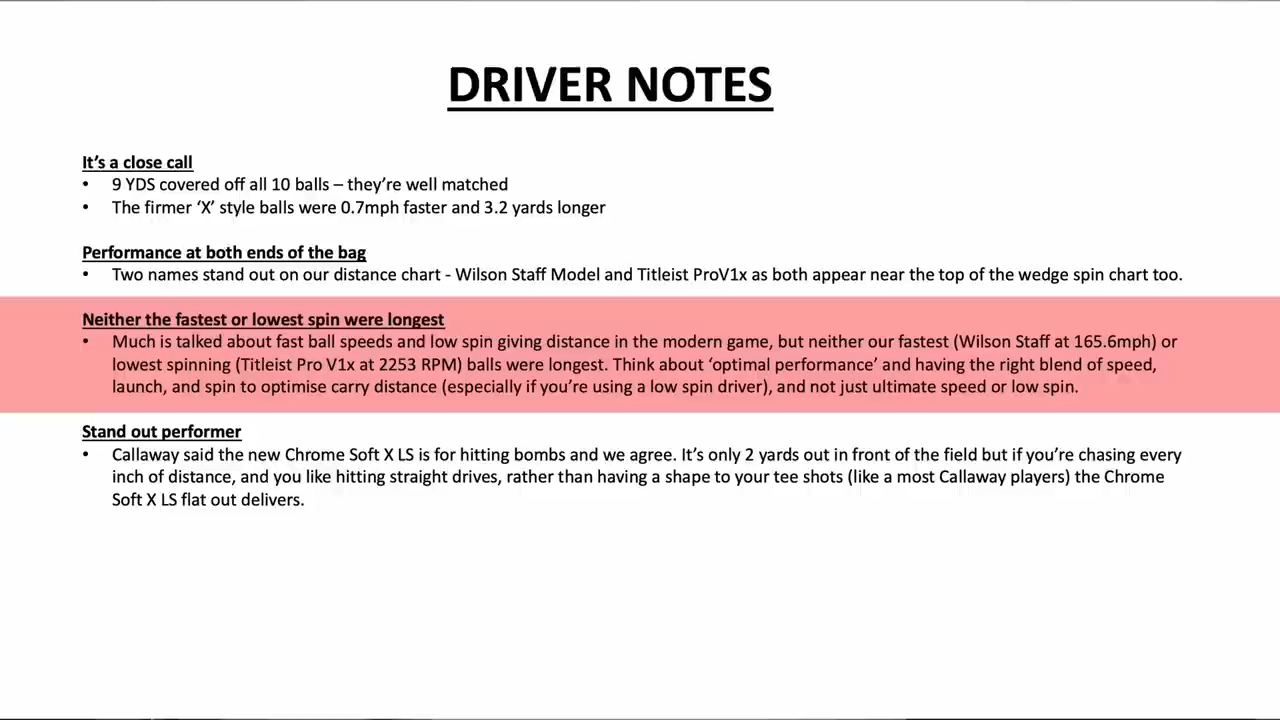 DRIVER NOTES
It's a close call
• 9 YDS covered off all 10 balls – they're well matched
• The firmer 'X' style balls were 0.7mph faster and 3.2 yards longer
Performance at both ends of the bag
• Two names stand out on our distance chart - Wilson Staff Model and Titleist ProV1x as both appear near the top of the wedge spin chart too.
Neither the fastest or lowest spin were longest
• Much is talked about fast ball speeds and low spin giving distance in the modern game, but neither our fastest (Wilson Staff at 165.6mph) or
lowest spinning (Titleist Pro V1x at 2253 RPM) balls were longest. Think about 'optimal performance' and having the right blend of speed,
launch, and spin to optimise carry distance (especially if you're using a low spin driver), and not just ultimate speed or low spin.
Stand out performer
• Callaway said the new Chrome Soft X LS is for hitting bombs and we agree. It's only 2 yards out in front of the field but if you're chasing every
inch of distance, and you like hitting straight drives, rather than having a shape to your tee shots (like a most Callaway players) the Chrome
Soft X LS flat out delivers.